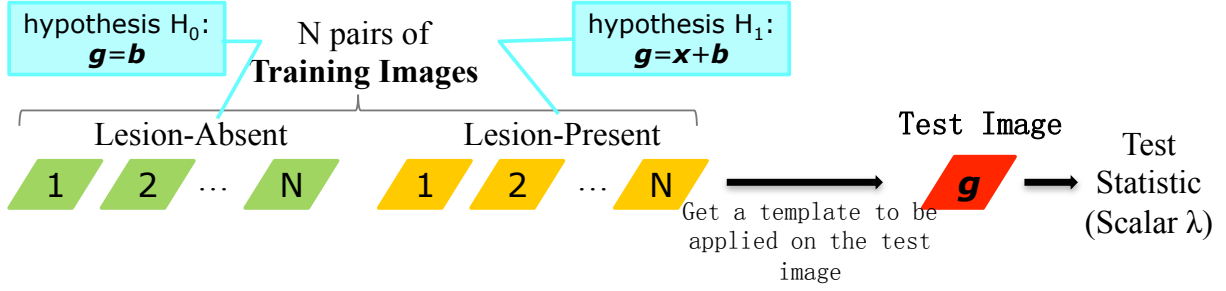 hypothesis H₀:
g=b
N pairs of
Training Images
hypothesis H₁:
g=x+b
Lesion-Absent
Lesion-Present
1 2 ... N
1 2 ... N
Get a template to be
applied on the test
image
Test Image
g
Test
Statistic
(Scalar λ)